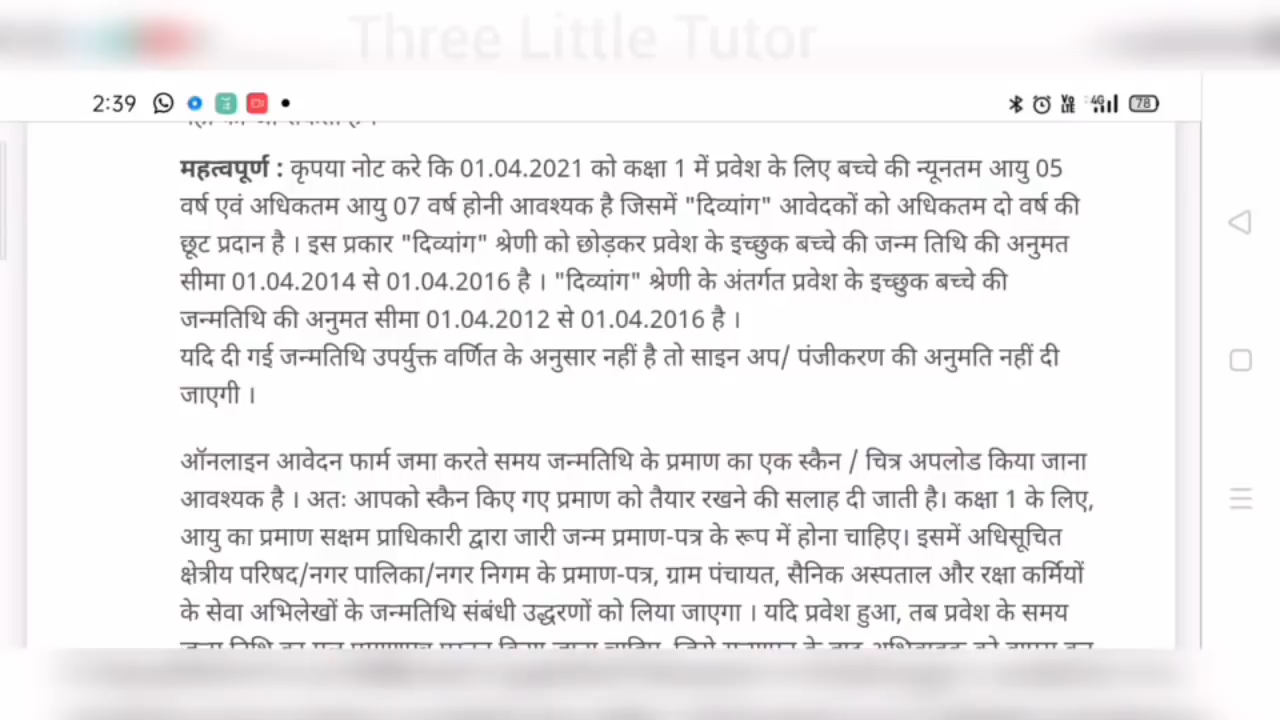 Three Little Tutor
2:39
VO LTE 4G 78
महत्वपूर्ण : कृपया नोट करे कि 01.04.2021 को कक्षा 1 में प्रवेश के लिए बच्चे की न्यूनतम आयु 05
वर्ष एवं अधिकतम आयु 07 वर्ष होनी आवश्यक है जिसमें "दिव्यांग" आवेदकों को अधिकतम दो वर्ष की
छूट प्रदान है । इस प्रकार "दिव्यांग" श्रेणी को छोड़कर प्रवेश के इच्छुक बच्चे की जन्म तिथि की अनुमत
सीमा 01.04.2014 से 01.04.2016 है । "दिव्यांग" श्रेणी के अंतर्गत प्रवेश के इच्छुक बच्चे की
जन्मतिथि की अनुमत सीमा 01.04.2012 से 01.04.2016 है ।
यदि दी गई जन्मतिथि उपर्युक्त वर्णित के अनुसार नहीं है तो साइन अप/ पंजीकरण की अनुमति नहीं दी
जाएगी ।
ऑनलाइन आवेदन फार्म जमा करते समय जन्मतिथि के प्रमाण का एक स्कैन / चित्र अपलोड किया जाना
आवश्यक है । अतः आपको स्कैन किए गए प्रमाण को तैयार रखने की सलाह दी जाती है। कक्षा 1 के लिए,
आयु का प्रमाण सक्षम प्राधिकारी द्वारा जारी जन्म प्रमाण-पत्र के रूप में होना चाहिए। इसमें अधिसूचित
क्षेत्रीय परिषद/नगर पालिका/नगर निगम के प्रमाण-पत्र, ग्राम पंचायत, सैनिक अस्पताल और रक्षा कर्मियों
के सेवा अभिलेखों के जन्मतिथि संबंधी उद्धरणों को लिया जाएगा । यदि प्रवेश हुआ, तब प्रवेश के समय